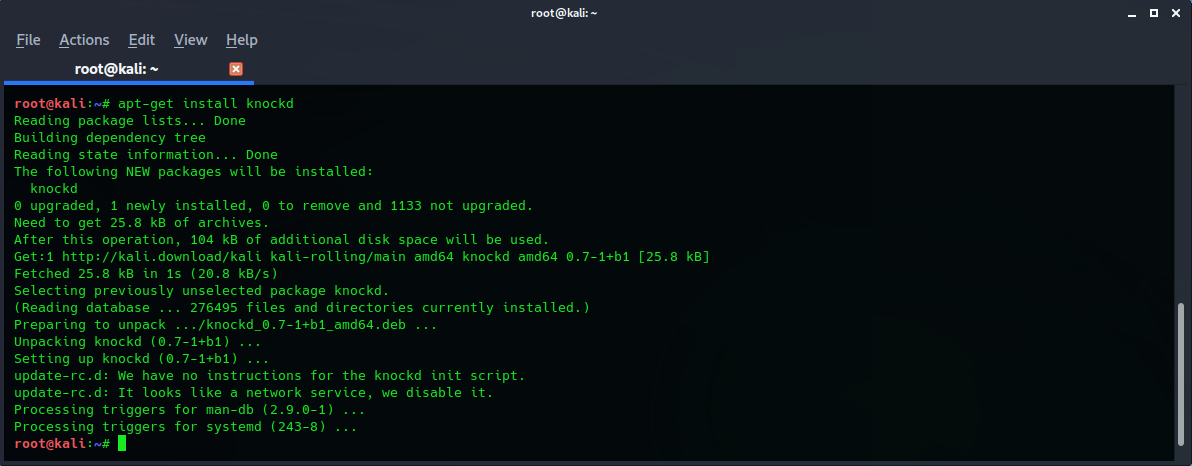 root@kali: ~
File Actions Edit View Help
root@kali: ~
root@kali:~# apt-get install knockd
Reading package lists... Done
Building dependency tree
Reading state information... Done
The following NEW packages will be installed:
  knockd
0 upgraded, 1 newly installed, 0 to remove and 1133 not upgraded.
Need to get 25.8 kB of archives.
After this operation, 104 kB of additional disk space will be used.
Get:1 http://kali.download/kali kali-rolling/main amd64 knockd amd64 0.7-1+b1 [25.8 kB]
Fetched 25.8 kB in 1s (20.8 kB/s)
Selecting previously unselected package knockd.
(Reading database ... 276495 files and directories currently installed.)
Preparing to unpack .../knockd_0.7-1+b1_amd64.deb ...
Unpacking knockd (0.7-1+b1) ...
Setting up knockd (0.7-1+b1) ...
update-rc.d: We have no instructions for the knockd init script.
update-rc.d: It looks like a network service, we disable it.
Processing triggers for man-db (2.9.0-1) ...
Processing triggers for systemd (243-8) ...
root@kali:~#